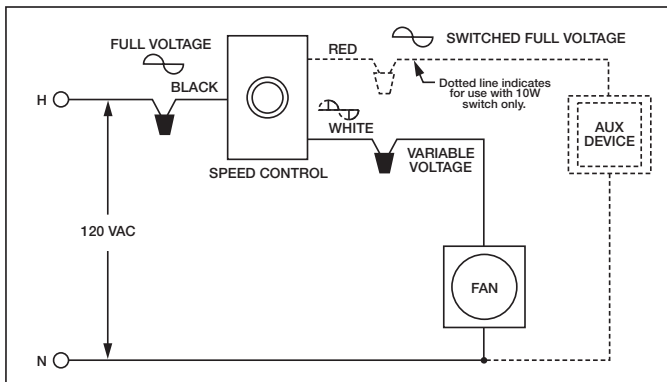 FULL VOLTAGE
SWITCHED FULL VOLTAGE
RED
H
BLACK
Dotted line indicates
for use with 10W
switch only.
WHITE
AUX
DEVICE
SPEED CONTROL
VARIABLE
VOLTAGE
120 VAC
FAN
N